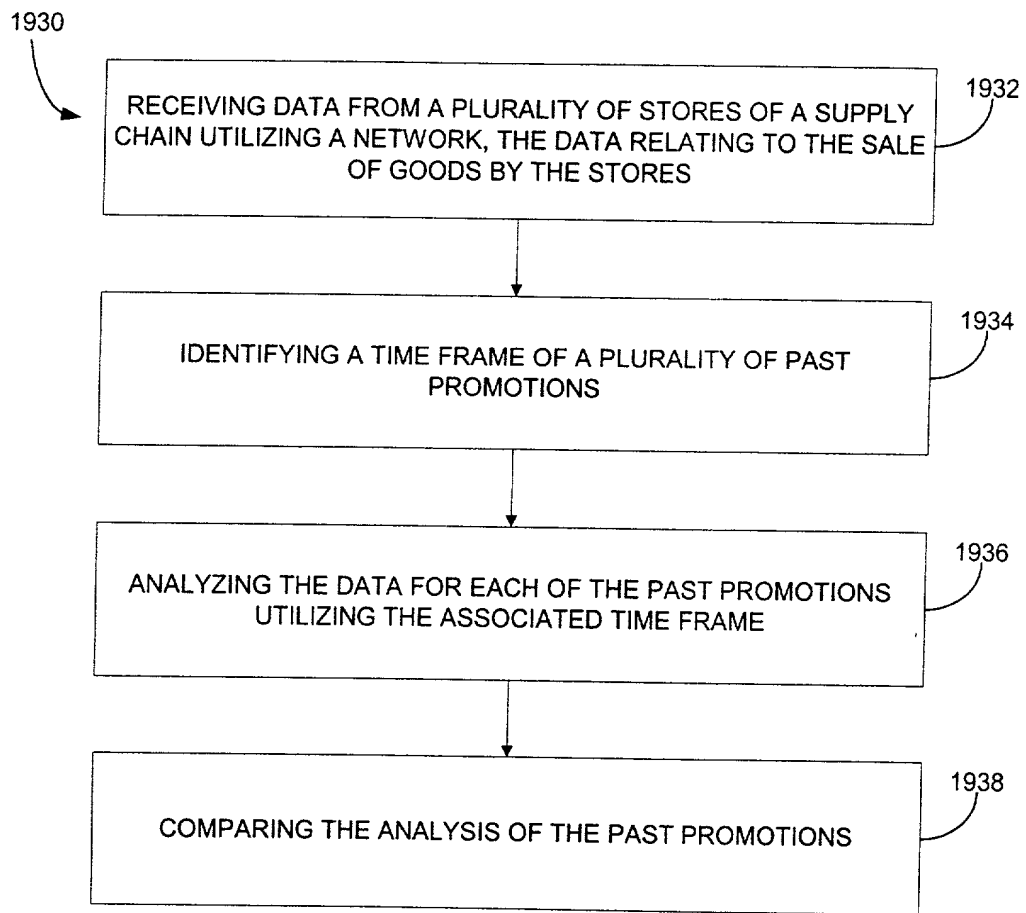 1930
1932
RECEIVING DATA FROM A PLURALITY OF STORES OF A SUPPLY
CHAIN UTILIZING A NETWORK, THE DATA RELATING TO THE SALE
OF GOODS BY THE STORES
1934
IDENTIFYING A TIME FRAME OF A PLURALITY OF PAST
PROMOTIONS
1936
ANALYZING THE DATA FOR EACH OF THE PAST PROMOTIONS
UTILIZING THE ASSOCIATED TIME FRAME
1938
COMPARING THE ANALYSIS OF THE PAST PROMOTIONS